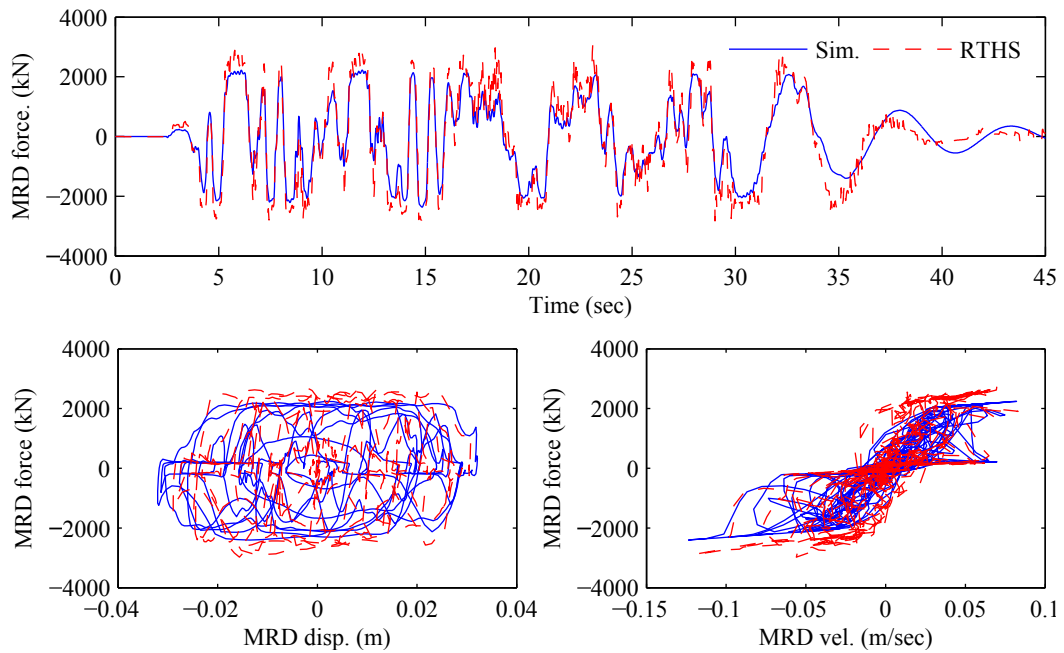 4000
2000
0
−2000
−4000
MRD force. (kN)
Sim.
RTHS
0 5 10 15 20 25 30 35 40 45
Time (sec)
4000
2000
0
−2000
−4000
MRD force (kN)
−0.04 −0.02 0 0.02 0.04
MRD disp. (m)
4000
2000
0
−2000
−4000
MRD force (kN)
−0.15 −0.1 −0.05 0 0.05 0.1
MRD vel. (m/sec)